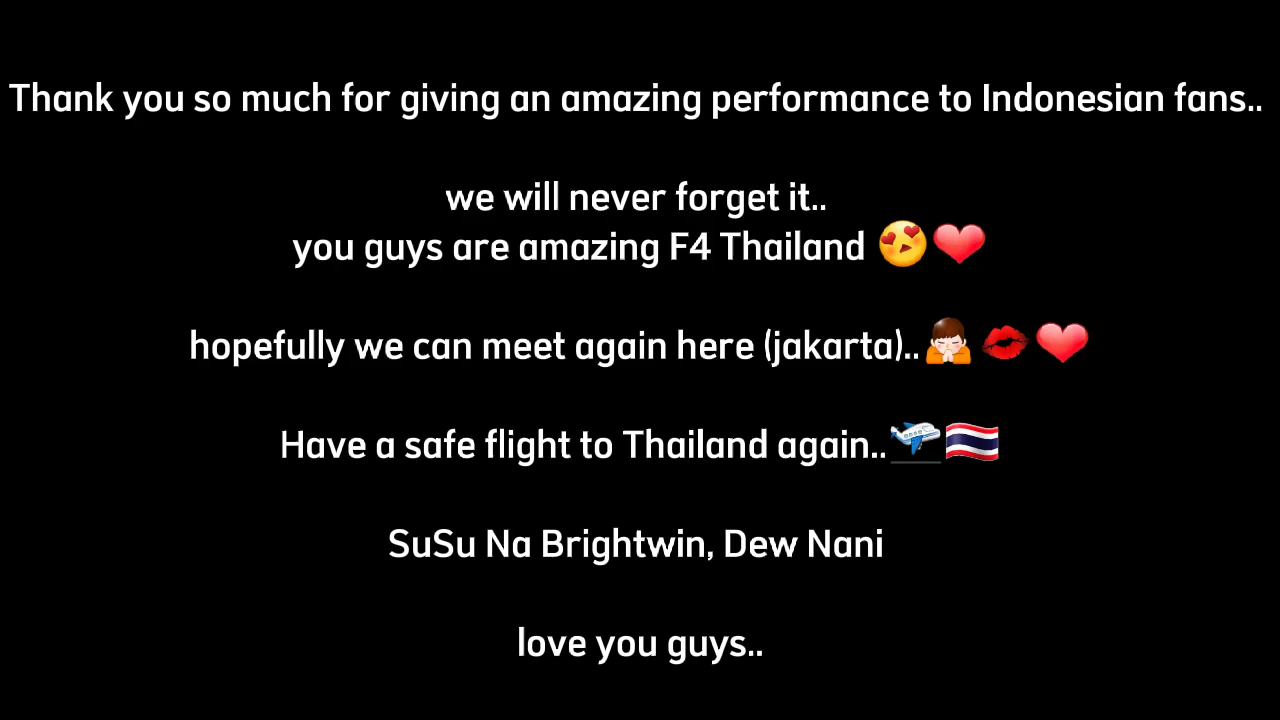 Thank you so much for giving an amazing performance to Indonesian fans..
we will never forget it..
you guys are amazing F4 Thailand 😍❤️
hopefully we can meet again here (jakarta)..🙏💋❤️
Have a safe flight to Thailand again..🛫🇹🇭
SuSu Na Brightwin, Dew Nani
love you guys..